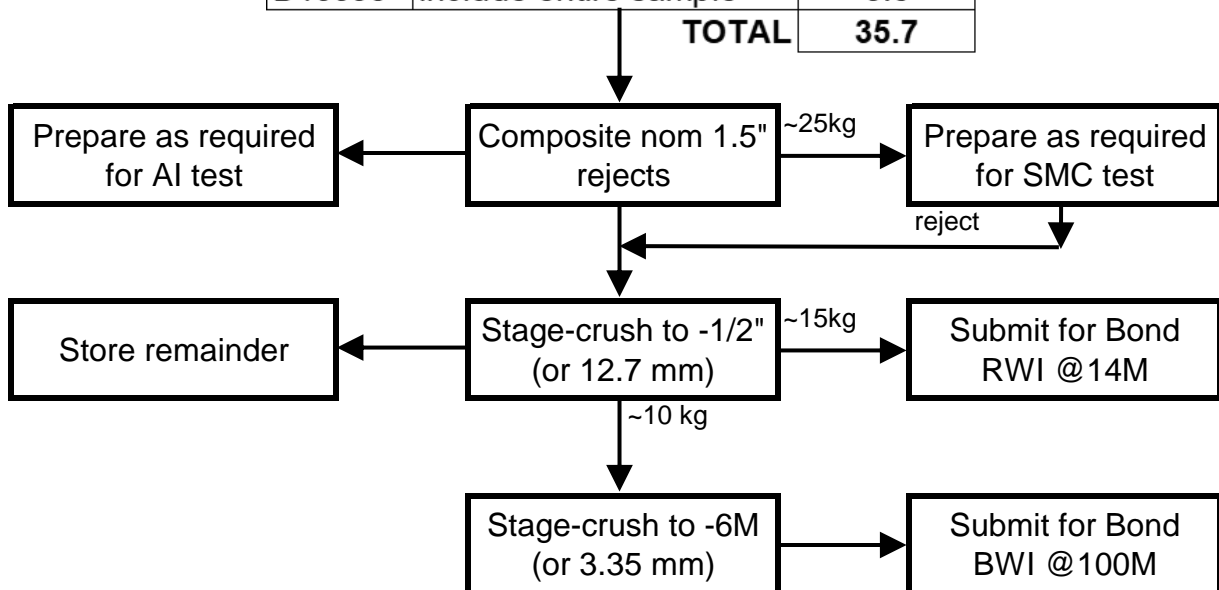 TOTAL 35.7
Prepare as required
for AI test
Composite nom 1.5"
rejects
~25kg
Prepare as required
for SMC test
reject
Store remainder
Stage-crush to -1/2"
(or 12.7 mm)
~15kg
Submit for Bond
RWI @14M
~10 kg
Stage-crush to -6M
(or 3.35 mm)
Submit for Bond
BWI @100M